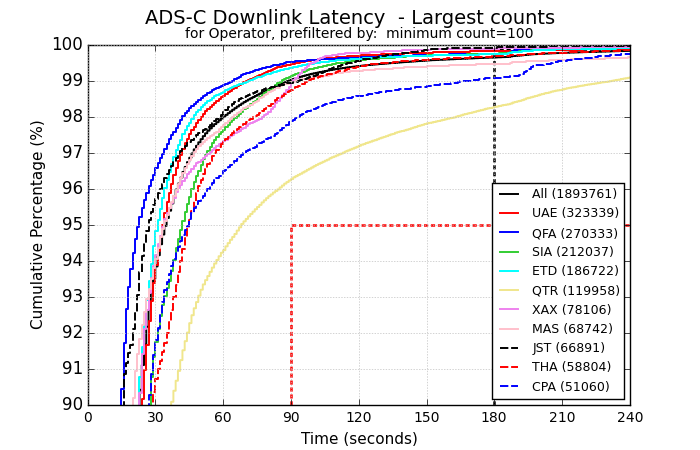 ADS-C Downlink Latency - Largest counts
for Operator, prefiltered by: minimum count=100
Cumulative Percentage (%)
100
99
98
97
96
95
94
93
92
91
90
0 30 60 90 120 150 180 210 240
Time (seconds)
All (1893761)
UAE (323339)
QFA (270333)
SIA (212037)
ETD (186722)
QTR (119958)
XAX (78106)
MAS (68742)
JST (66891)
THA (58804)
CPA (51060)